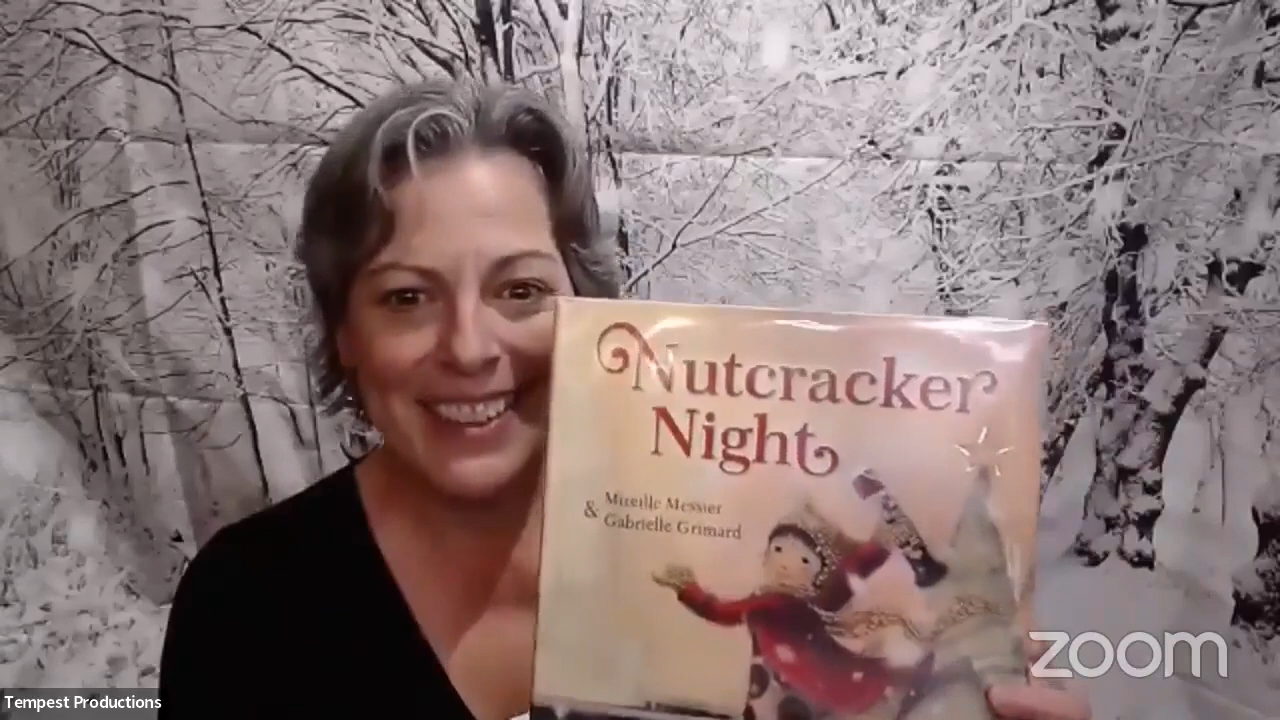 Nutcracker
Night
Mireille Messier
& Gabrielle Grimard
zoom
Tempest Productions